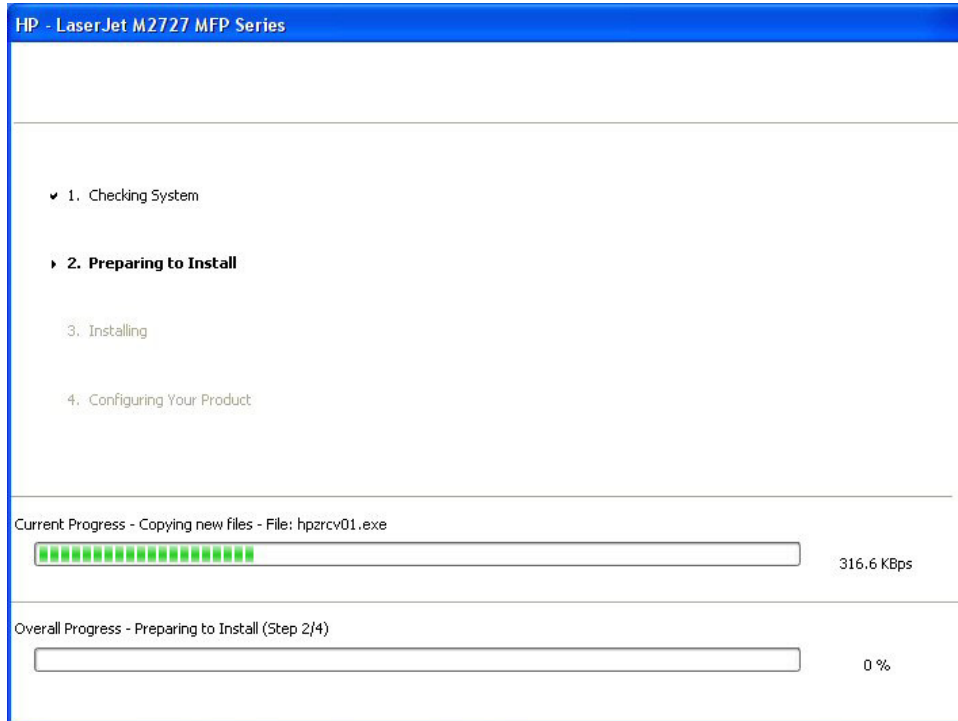 HP - LaserJet M2727 MFP Series
1. Checking System
2. Preparing to Install
3. Installing
4. Configuring Your Product
Current Progress - Copying new files - File: hpzrcv01.exe
316.6 KBps
Overall Progress - Preparing to Install (Step 2/4)
0 %